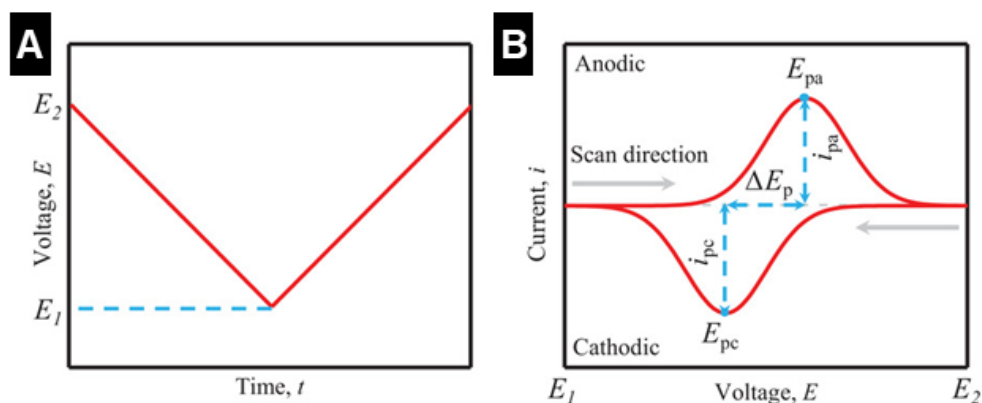 A
E2
Voltage, E
E1
Time, t
B
Anodic
Epa
Scan direction
ipa
ΔEp
Current, i
ipc
Epc
Cathodic
E1
Voltage, E
E2